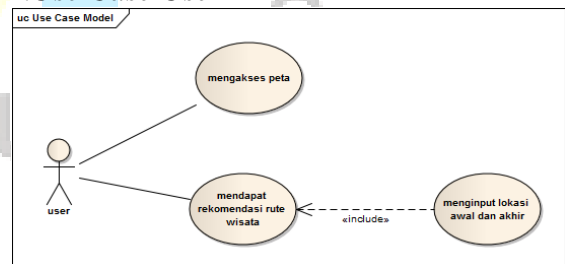 uc Use Case Model
mengakses peta
user
mendapat
rekomendasi rute
wisata
«include»
menginput lokasi
awal dan akhir